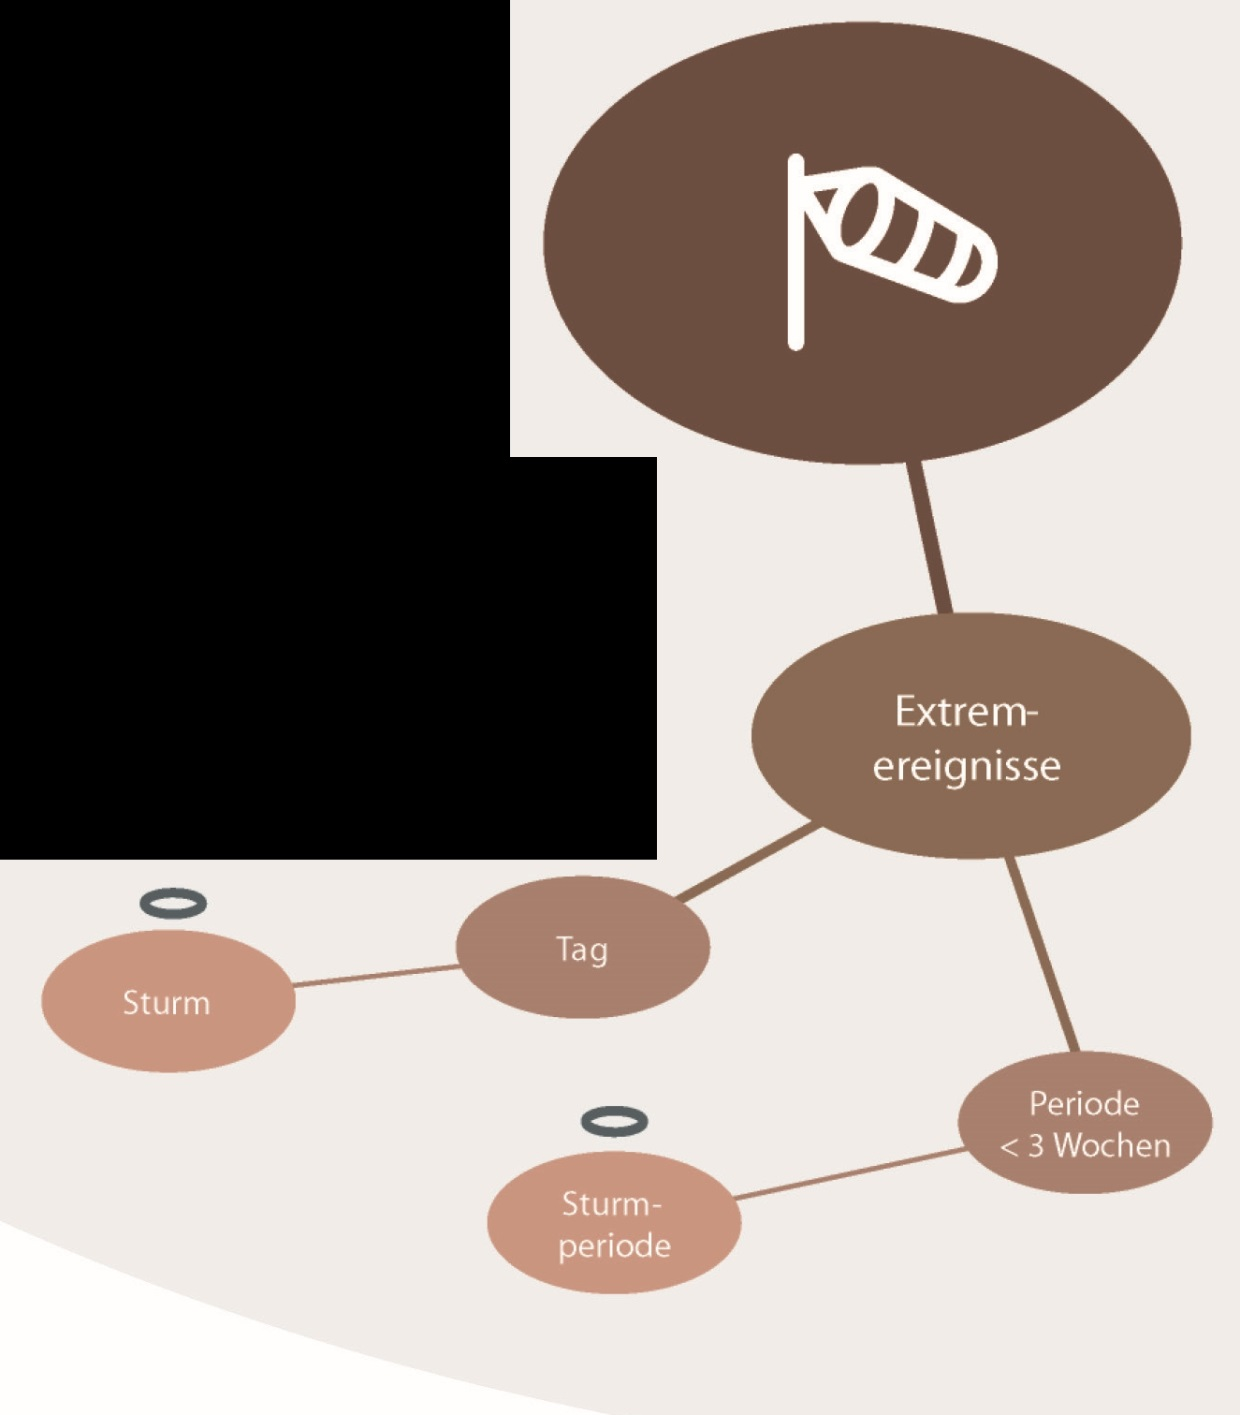 Extrem-
ereignisse
Tag
Sturm
Periode
< 3 Wochen
Sturm-
periode